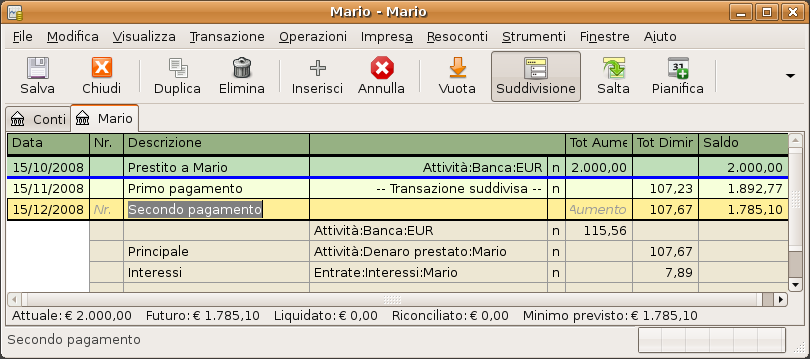 Mario - Mario
File Modifica Visualizza Transazione Operazioni Impresa Resoconti Strumenti Finestre Aiuto
Salva Chiudi Duplica Elimina Inserisci Annulla Vuota Suddivisione Salta Pianifica
Conti Mario
Data Nr. Descrizione Tot Aume Tot Dimir Saldo
15/10/2008 Prestito a Mario Attività:Banca:EUR n 2.000,00 2.000,00
15/11/2008 Primo pagamento -- Transazione suddivisa -- n 107,23 1.892,77
15/12/2008 Nr. Secondo pagamento Aumento 107,67 1.785,10
Attività:Banca:EUR n 115,56
Principale Attività:Denaro prestato:Mario n 107,67
Interessi Entrate:Interessi:Mario n 7,89
Attuale: € 2.000,00 Futuro: € 1.785,10 Liquidato: € 0,00 Riconciliato: € 0,00 Minimo previsto: € 1.785,10
Secondo pagamento